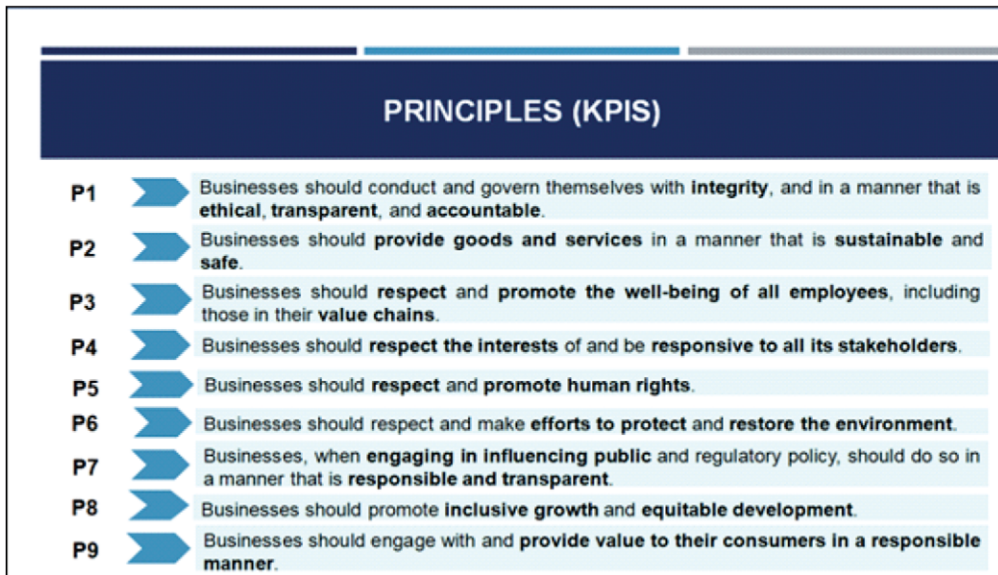 PRINCIPLES (KPIS)
P1 Businesses should conduct and govern themselves with integrity, and in a manner that is
ethical, transparent, and accountable.
P2 Businesses should provide goods and services in a manner that is sustainable and
safe.
P3 Businesses should respect and promote the well-being of all employees, including
those in their value chains.
P4 Businesses should respect the interests of and be responsive to all its stakeholders.
P5 Businesses should respect and promote human rights.
P6 Businesses should respect and make efforts to protect and restore the environment.
P7 Businesses, when engaging in influencing public and regulatory policy, should do so in
a manner that is responsible and transparent.
P8 Businesses should promote inclusive growth and equitable development.
P9 Businesses should engage with and provide value to their consumers in a responsible
manner.